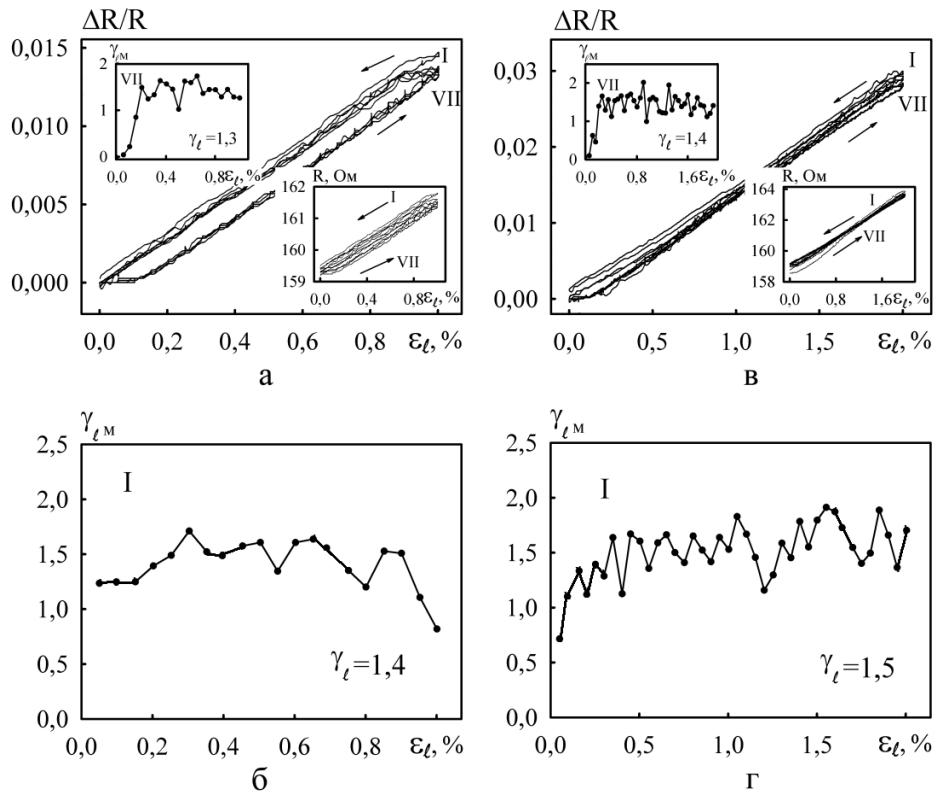 ΔR/R
0,015
0,010
0,005
0,000
0,0 0,2 0,4 0,6 0,8 εℓ, %
а
I
VII
γℓм
2
1
0
VII
γℓ=1,3
0,0 0,4 0,8 εℓ, %
R, Ом
162
161
160
159
I
VII
0,0 0,4 0,8 εℓ, %
ΔR/R
0,03
0,02
0,01
0,00
0,0 0,5 1,0 1,5 εℓ, %
в
I
VII
γℓм
2
1
0
VII
γℓ=1,4
0,0 0,8 1,6 εℓ, %
R, Ом
164
162
160
158
I
VII
0,0 0,8 1,6 εℓ, %
γℓм
2,5
2,0
1,5
1,0
0,5
0,0
I
γℓ=1,4
0,0 0,2 0,4 0,6 0,8 εℓ, %
б
γℓм
2,5
2,0
1,5
1,0
0,5
0,0
I
γℓ=1,5
0,0 0,5 1,0 1,5 εℓ, %
г